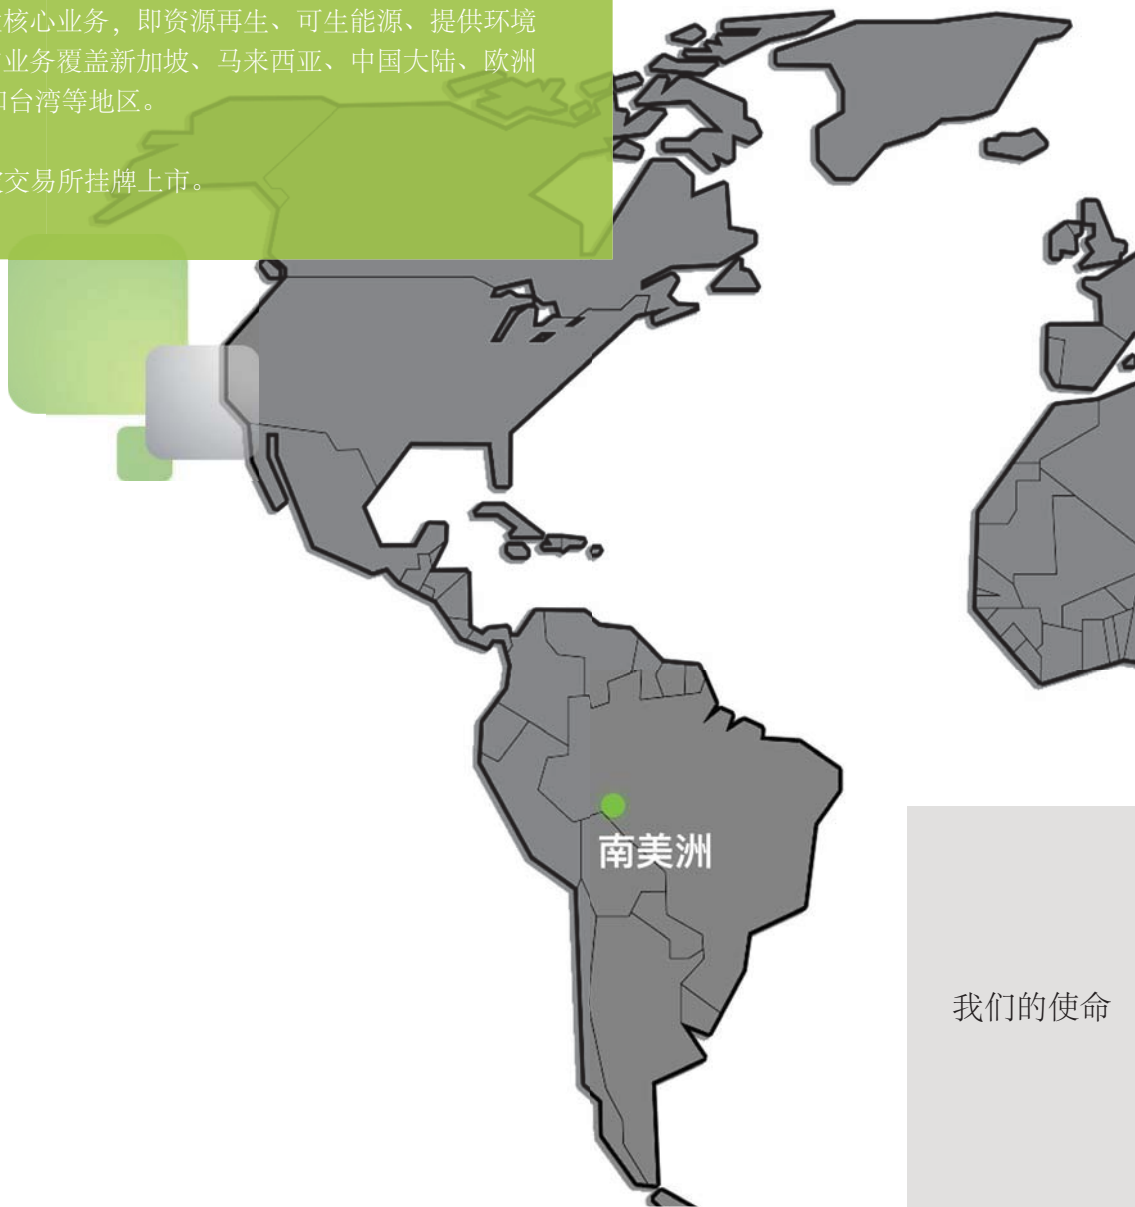 核心业务，即资源再生、可生能源、提供环境
业务覆盖新加坡、马来西亚、中国大陆、欧洲
和台湾等地区。
交易所挂牌上市。
南美洲
我们的使命